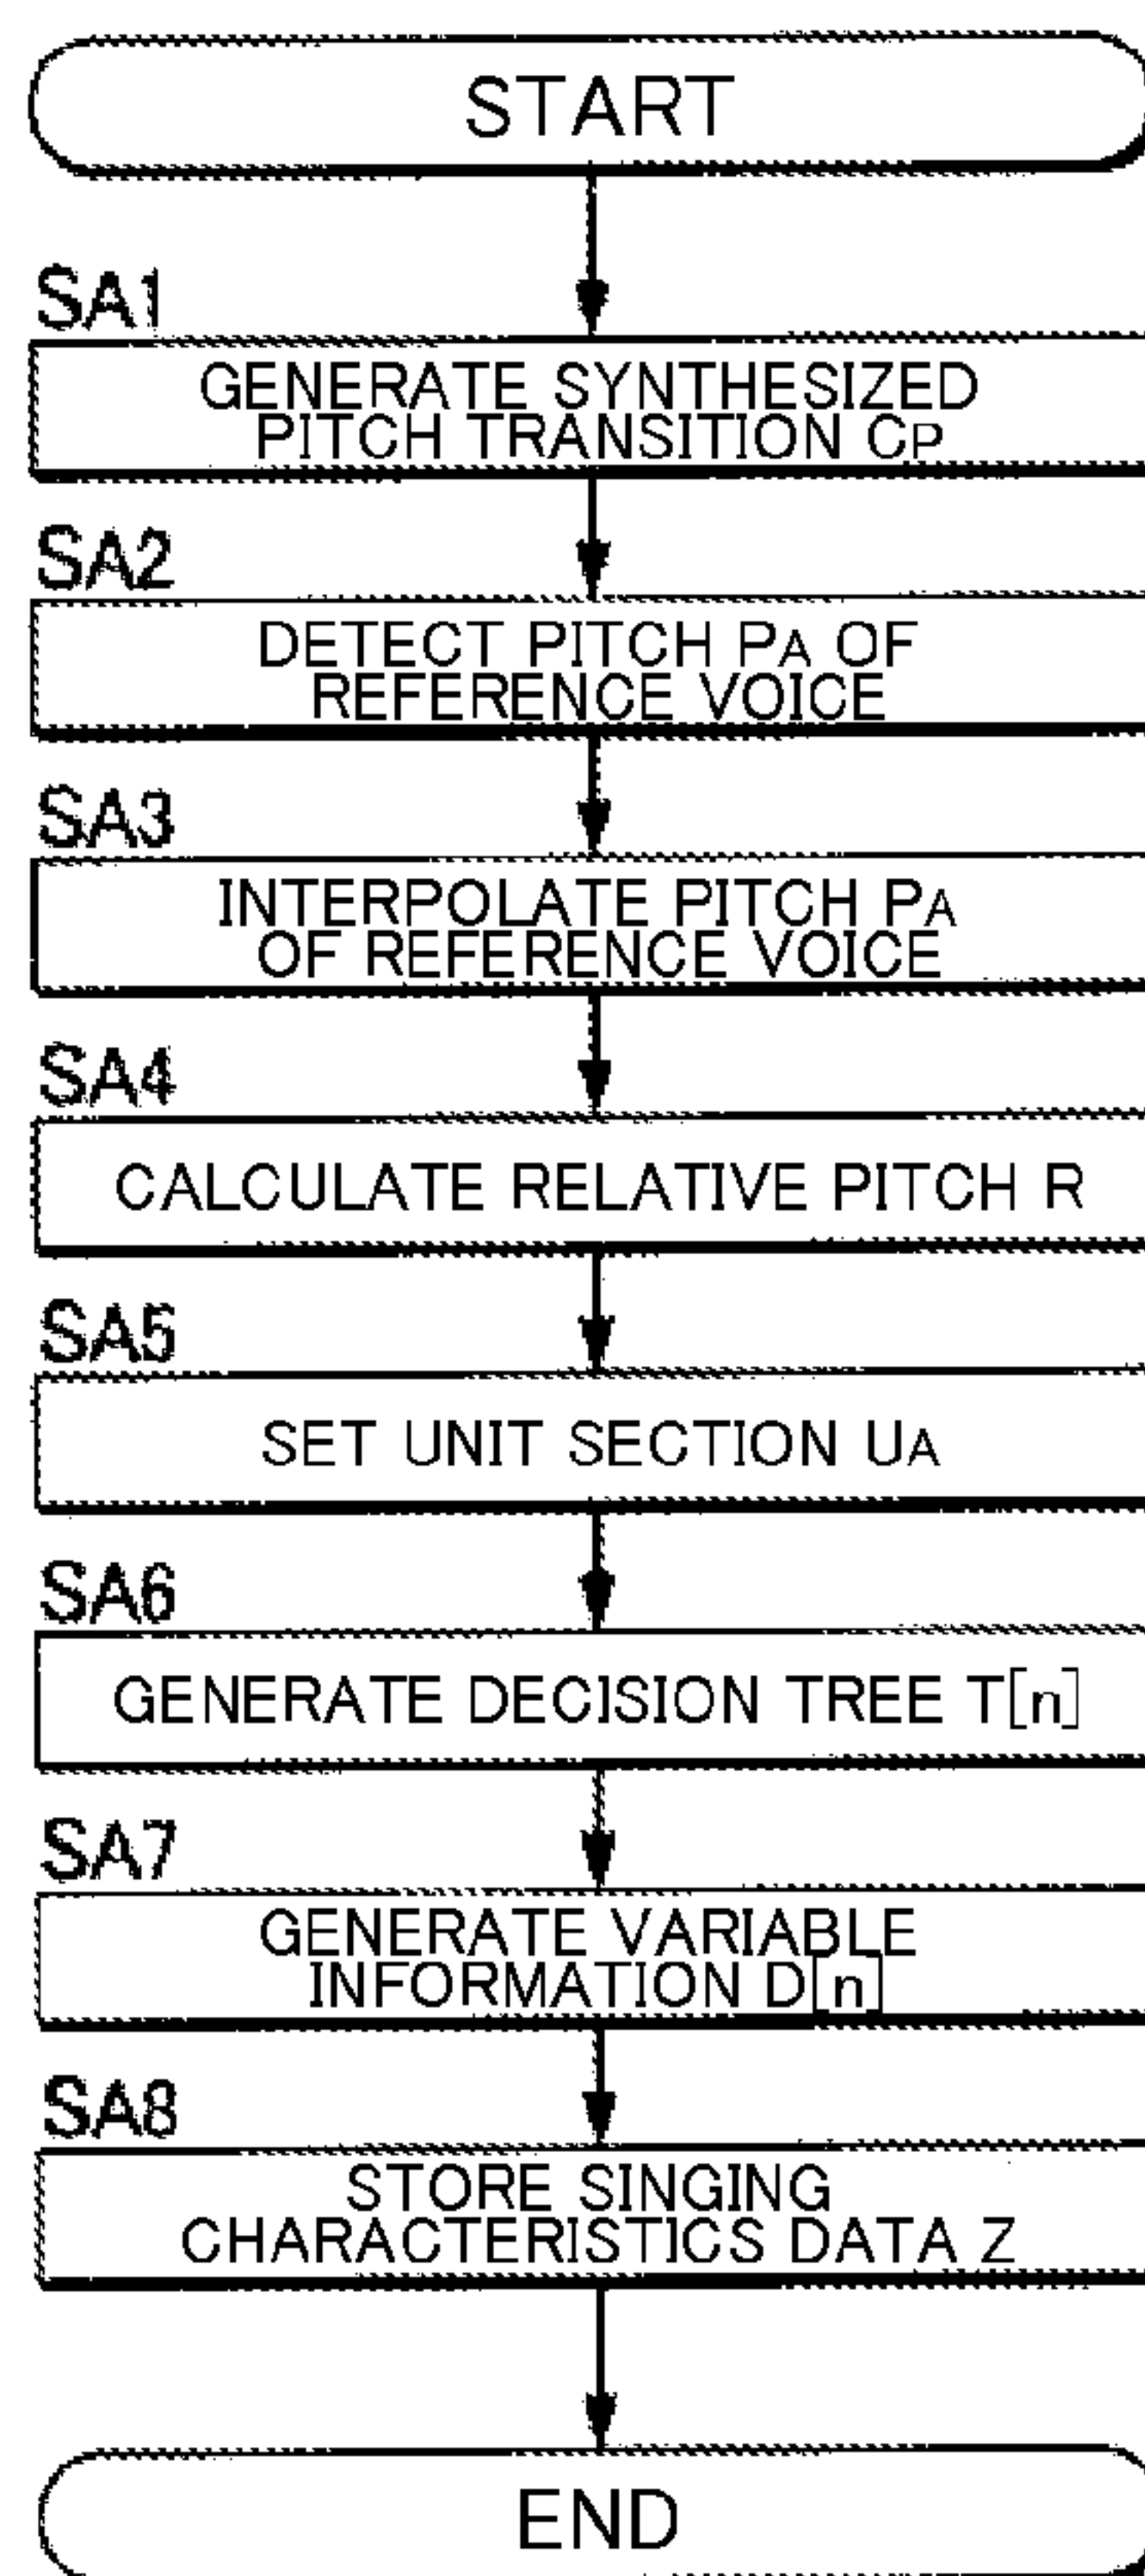 START
SA1
GENERATE SYNTHESIZED
PITCH TRANSITION CP
SA2
DETECT PITCH PA OF
REFERENCE VOICE
SA3
INTERPOLATE PITCH PA
OF REFERENCE VOICE
SA4
CALCULATE RELATIVE PITCH R
SA5
SET UNIT SECTION UA
SA6
GENERATE DECISION TREE T[n]
SA7
GENERATE VARIABLE
INFORMATION D[n]
SA8
STORE SINGING
CHARACTERISTICS DATA Z
END